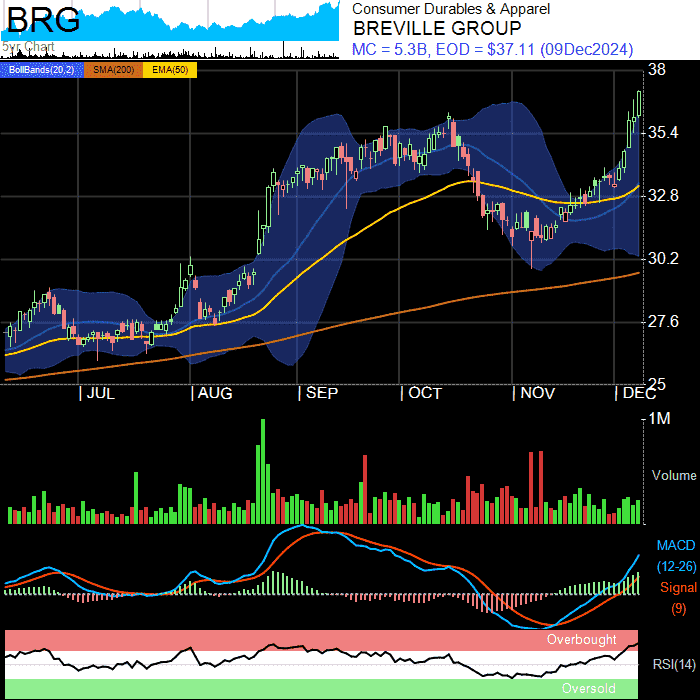 BRG
5yr Chart
Consumer Durables & Apparel
BREVILLE GROUP
MC = 5.3B, EOD = $37.11 (09Dec2024)
BollBands(20,2) SMA(200) EMA(50)
38
35.4
32.8
30.2
27.6
25
JUL AUG SEP OCT NOV DEC
1M
Volume
MACD
(12-26)
Signal
(9)
Overbought
RSI(14)
Oversold